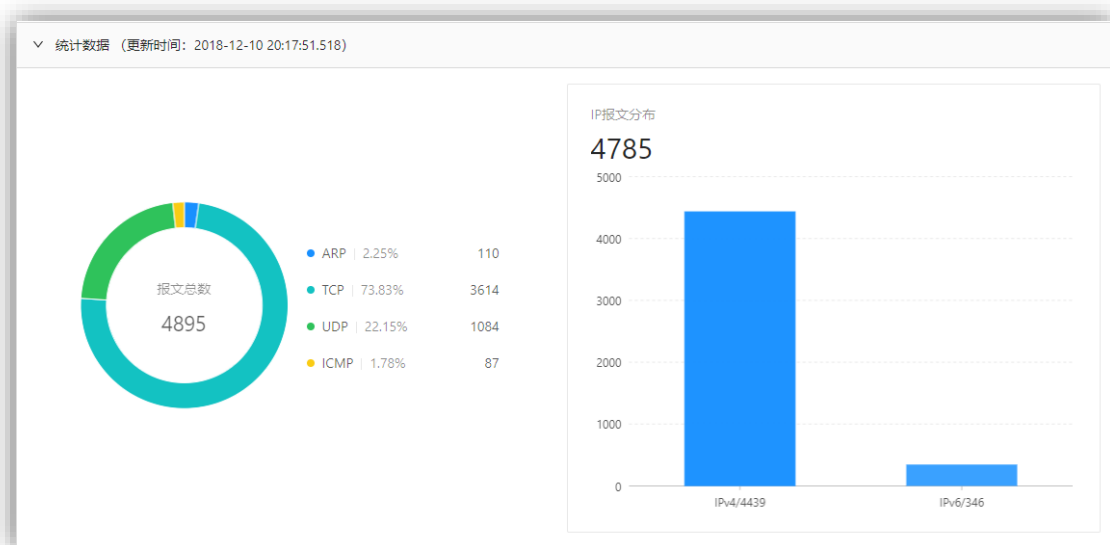 统计数据 （更新时间：2018-12-10 20:17:51.518）
报文总数
4895
ARP | 2.25% 110
TCP | 73.83% 3614
UDP | 22.15% 1084
ICMP | 1.78% 87
IP报文分布
4785
5000
4000
3000
2000
1000
0
IPv4/4439 IPv6/346